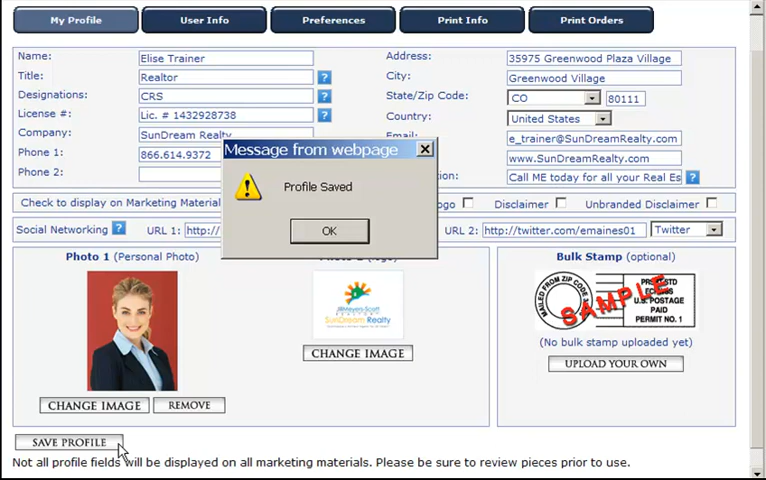 My Profile User Info Preferences Print Info Print Orders
Name: Elise Trainer Address: 35975 Greenwood Plaza Village
Title: Realtor ? City: Greenwood Village
Designations: CRS ? State/Zip Code: CO 80111
License #: Lic. # 1432928738 ? Country: United States
Company: SunDream Realty Email: e_trainer@SunDreamRealty.com
Phone 1: 866.614.9372 www.SunDreamRealty.com
Phone 2: Call ME today for all your Real Es ?
Message from webpage
Profile Saved
OK
Check to display on Marketing Material Disclaimer Unbranded Disclaimer
Social Networking ? URL 1: http:/ URL 2: http://twitter.com/emaines01 Twitter
Photo 1 (Personal Photo) Bulk Stamp (optional)
MAILED FROM ZIP CODE
SAMPLE
U.S. POSTAGE
PAID
PERMIT NO. 1
SunDream Realty
(No bulk stamp uploaded yet)
CHANGE IMAGE UPLOAD YOUR OWN
CHANGE IMAGE REMOVE
SAVE PROFILE
Not all profile fields will be displayed on all marketing materials. Please be sure to review pieces prior to use.